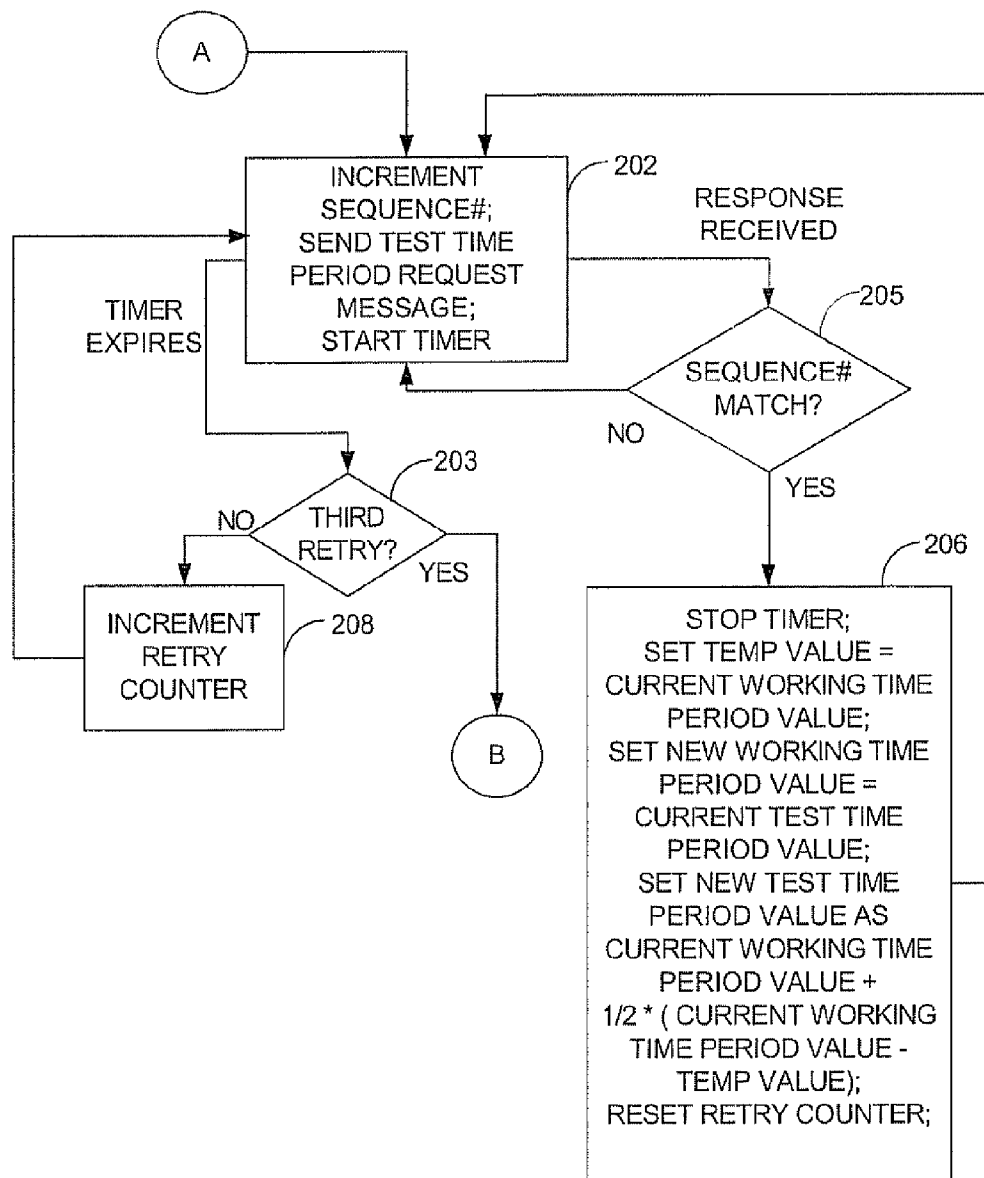 A
INCREMENT
SEQUENCE#;
SEND TEST TIME
PERIOD REQUEST
MESSAGE;
START TIMER
202
RESPONSE
RECEIVED
TIMER
EXPIRES
205
SEQUENCE#
MATCH?
NO
YES
203
THIRD
RETRY?
NO
YES
INCREMENT
RETRY
COUNTER
208
B
206
STOP TIMER;
SET TEMP VALUE =
CURRENT WORKING TIME
PERIOD VALUE;
SET NEW WORKING TIME
PERIOD VALUE =
CURRENT TEST TIME
PERIOD VALUE;
SET NEW TEST TIME
PERIOD VALUE AS
CURRENT WORKING TIME
PERIOD VALUE +
1/2 * ( CURRENT WORKING
TIME PERIOD VALUE -
TEMP VALUE);
RESET RETRY COUNTER;